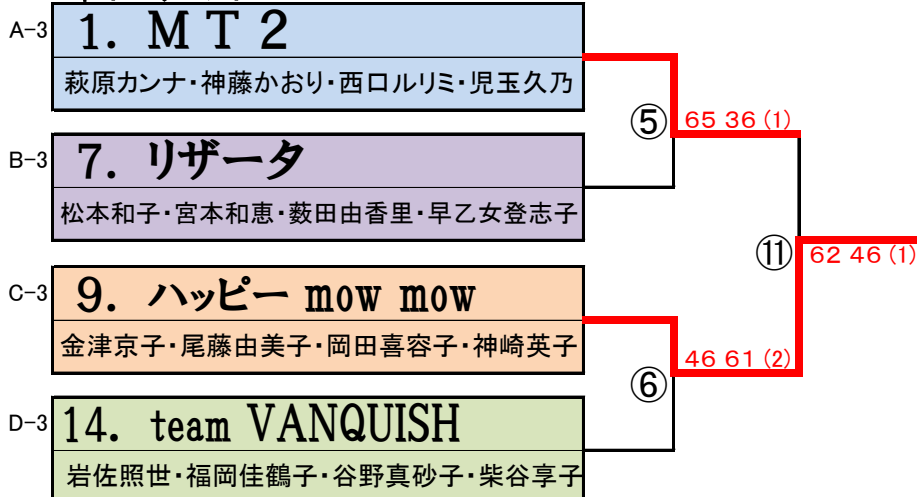 A-3
1. ＭＴ２
萩原カンナ・神藤かおり・西口ルリミ・児玉久乃
⑤
65 36 (1)
B-3
7. リザータ
松本和子・宮本和恵・薮田由香里・早乙女登志子
⑪
62 46 (1)
C-3
9. ハッピー mow mow
金津京子・尾藤由美子・岡田喜容子・神崎英子
⑥
46 61 (2)
D-3
14. team VANQUISH
岩佐照世・福岡佳鶴子・谷野真砂子・柴谷享子